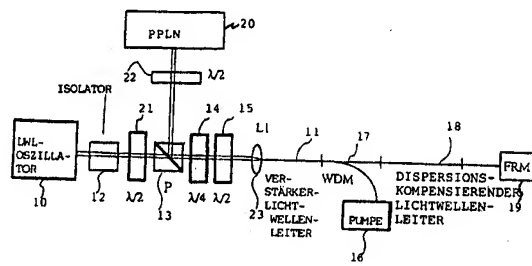 20
PPLN
22
λ/2
ISOLATOR
21
14
15
L1
11
17
18
LWL-
OSZILLA-
TOR
FRM
10
12
λ/2
P
13
λ/4
λ/2
23
VER-
STÄRKER-
LICHT-
WELLEN-
LEITER
WDM
PUMPE
16
DISPERSIONS-
KOMPENSIERENDER
LICHTWELLEN-
LEITER
19